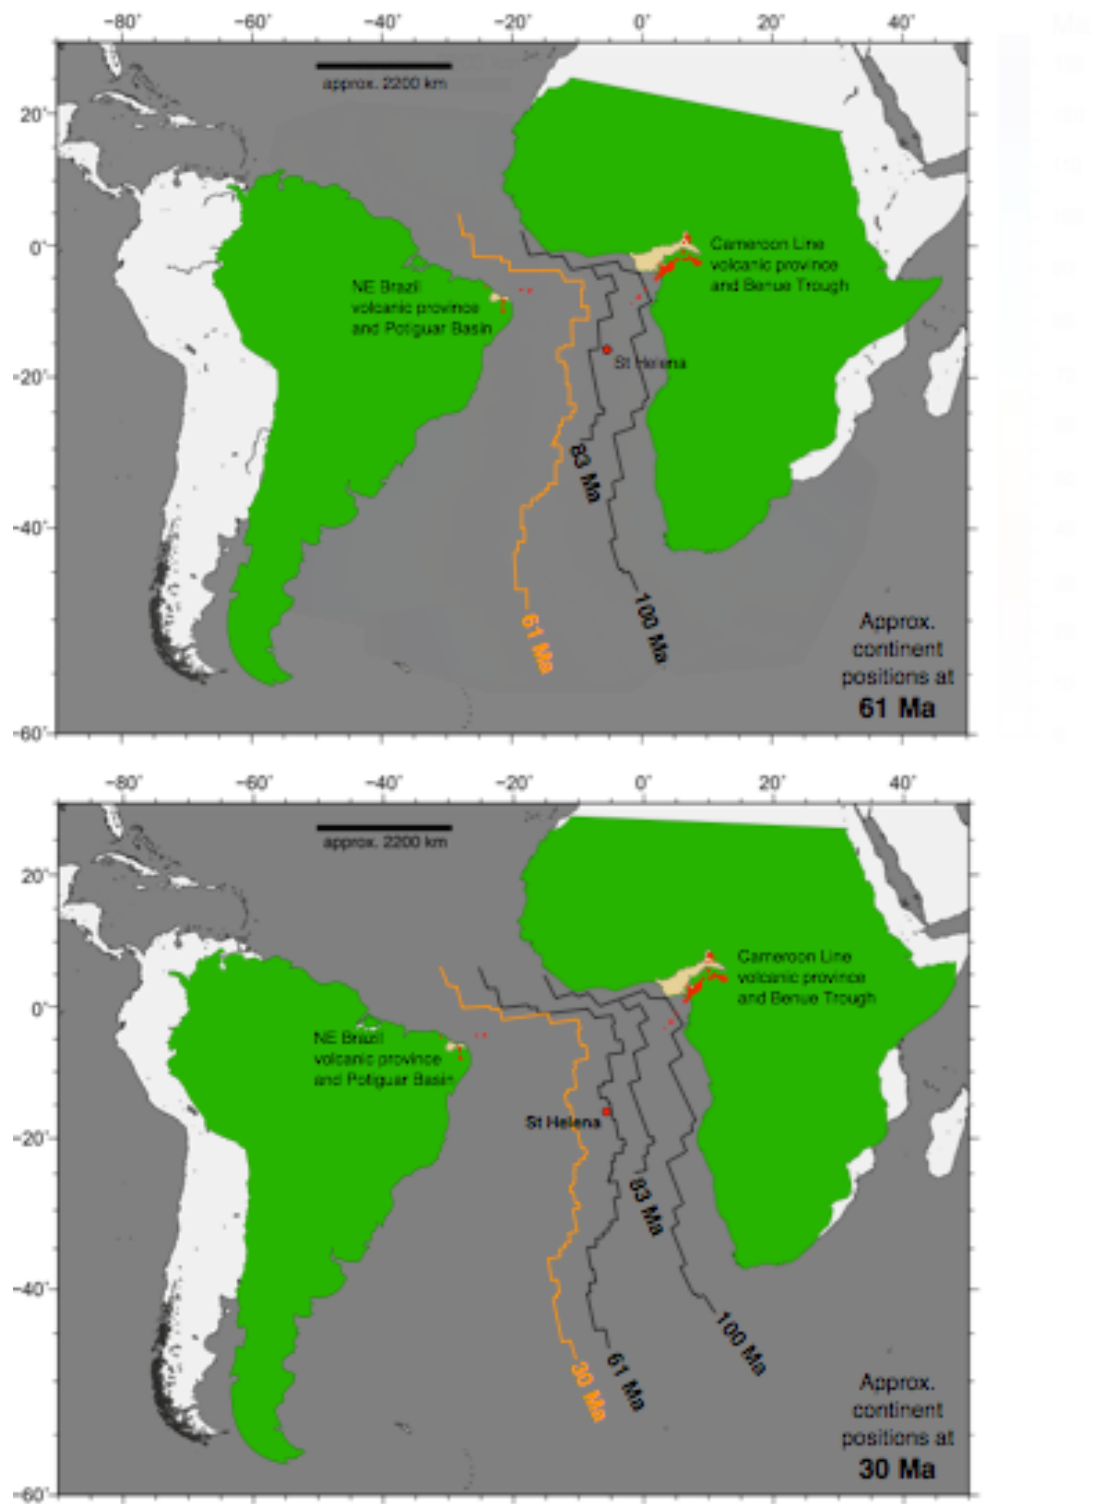 −80˚ −60˚ −40˚ −20˚ 0˚ 20˚ 40˚
approx. 2200 km
20˚
0˚
−20˚
−40˚
−60˚
Cameroon Line
volcanic province
and Benue Trough
NE Brazil
volcanic province
and Potiguar Basin
St Helena
83 Ma
100 Ma
61 Ma
Approx.
continent
positions at
61 Ma
−80˚ −60˚ −40˚ −20˚ 0˚ 20˚ 40˚
approx. 2200 km
20˚
0˚
−20˚
−40˚
−60˚
Cameroon Line
volcanic province
and Benue Trough
NE Brazil
volcanic province
and Potiguar Basin
St Helena
83 Ma
100 Ma
61 Ma
30 Ma
Approx.
continent
positions at
30 Ma